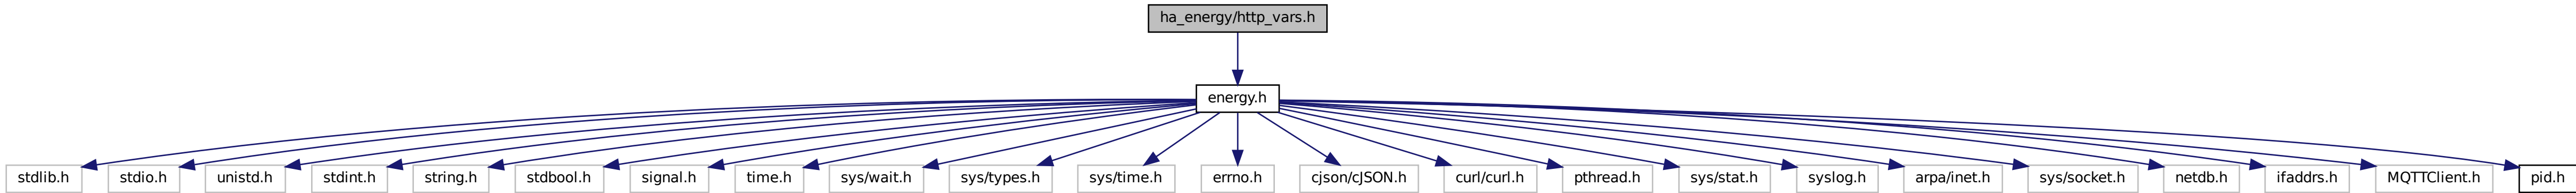 ha_energy/http_vars.h
energy.h
stdlib.h
stdio.h
unistd.h
stdint.h
string.h
stdbool.h
signal.h
time.h
sys/wait.h
sys/types.h
sys/time.h
errno.h
cjson/cJSON.h
curl/curl.h
pthread.h
sys/stat.h
syslog.h
arpa/inet.h
sys/socket.h
netdb.h
ifaddrs.h
MQTTClient.h
pid.h